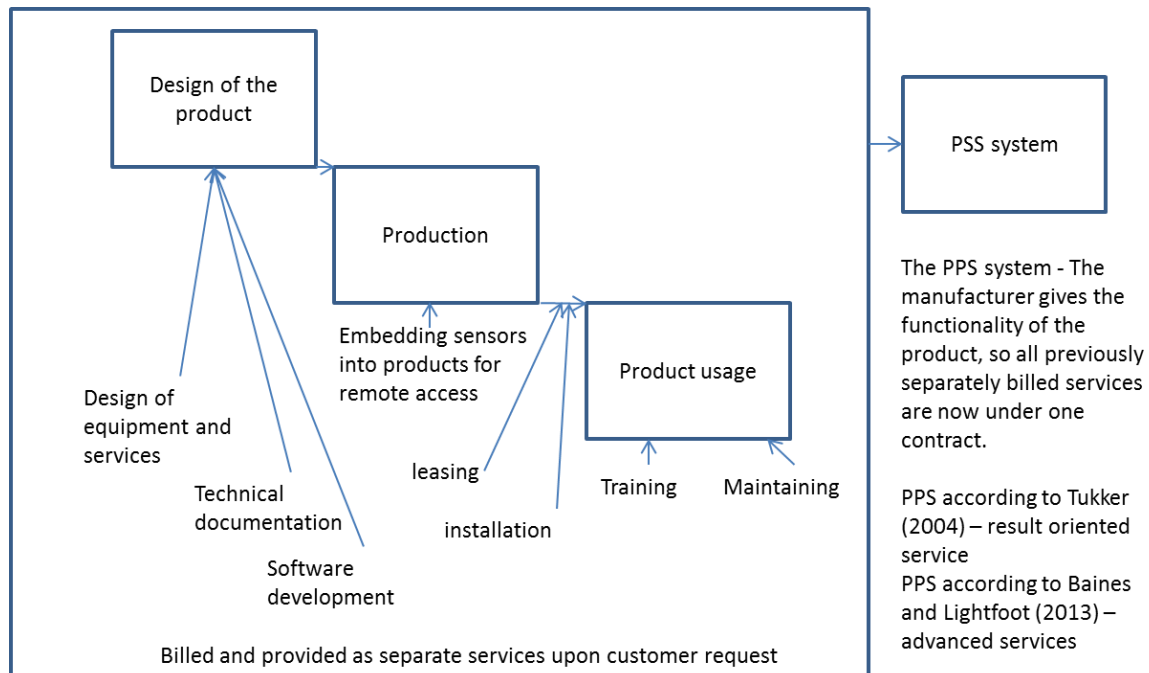 Design of the
product
PSS system
Production
The PPS system - The
manufacturer gives the
functionality of the
product, so all previously
separately billed services
are now under one
contract.
Embedding sensors
into products for
remote access
Product usage
Design of
equipment and
services
leasing
Training
Maintaining
Technical
documentation
installation
PPS according to Tukker
(2004) – result oriented
service
PPS according to Baines
and Lightfoot (2013) –
advanced services
Software
development
Billed and provided as separate services upon customer request